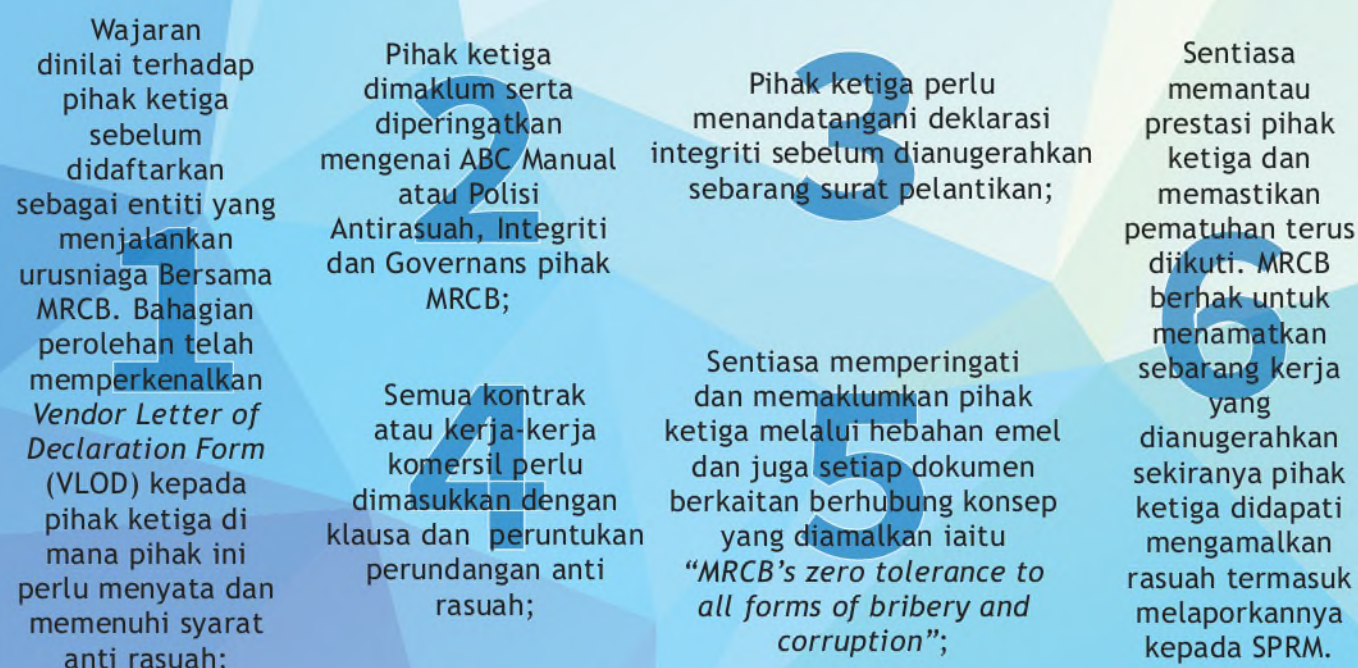 Wajaran
dinilai terhadap
pihak ketiga
sebelum
didaftarkan
sebagai entiti yang
menjalankan
urusniaga Bersama
MRCB. Bahagian
perolehan telah
memperkenalkan
Vendor Letter of
Declaration Form
(VLOD) kepada
pihak ketiga di
mana pihak ini
perlu menyata dan
memenuhi syarat
anti rasuah;
1
Pihak ketiga
dimaklum serta
diperingatkan
mengenai ABC Manual
atau Polisi
Antirasuah, Integriti
dan Governans pihak
MRCB;
2
Pihak ketiga perlu
menandatangani deklarasi
integriti sebelum dianugerahkan
sebarang surat pelantikan;
3
Semua kontrak
atau kerja-kerja
komersil perlu
dimasukkan dengan
klausa dan peruntukan
perundangan anti
rasuah;
4
Sentiasa memperingati
dan memaklumkan pihak
ketiga melalui hebahan emel
dan juga setiap dokumen
berkaitan berhubung konsep
yang diamalkan iaitu
“MRCB’s zero tolerance to
all forms of bribery and
corruption”;
5
Sentiasa
memantau
prestasi pihak
ketiga dan
memastikan
pematuhan terus
diikuti. MRCB
berhak untuk
menamatkan
sebarang kerja
yang
dianugerahkan
sekiranya pihak
ketiga didapati
mengamalkan
rasuah termasuk
melaporkannya
kepada SPRM.
6